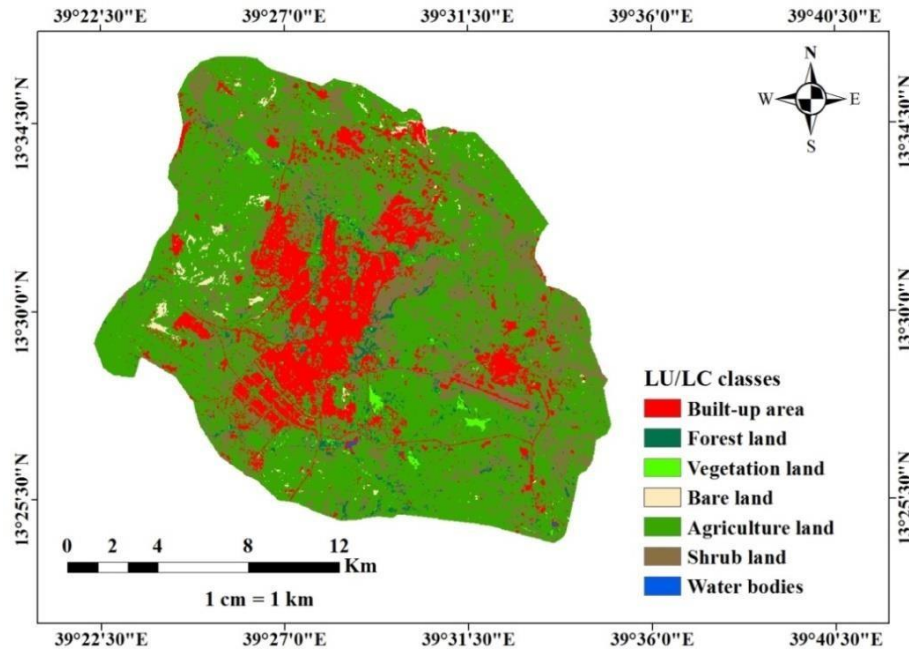 39°22'30"E 39°27'0"E 39°31'30"E 39°36'0"E 39°40'30"E
N
W E
S
13°34'30"N 13°34'30"N
13°30'0"N 13°30'0"N
13°25'30"N 13°25'30"N
LU/LC classes
Built-up area
Forest land
Vegetation land
Bare land
Agriculture land
Shrub land
Water bodies
0 2 4 8 12
Km
1 cm = 1 km
39°22'30"E 39°27'0"E 39°31'30"E 39°36'0"E 39°40'30"E